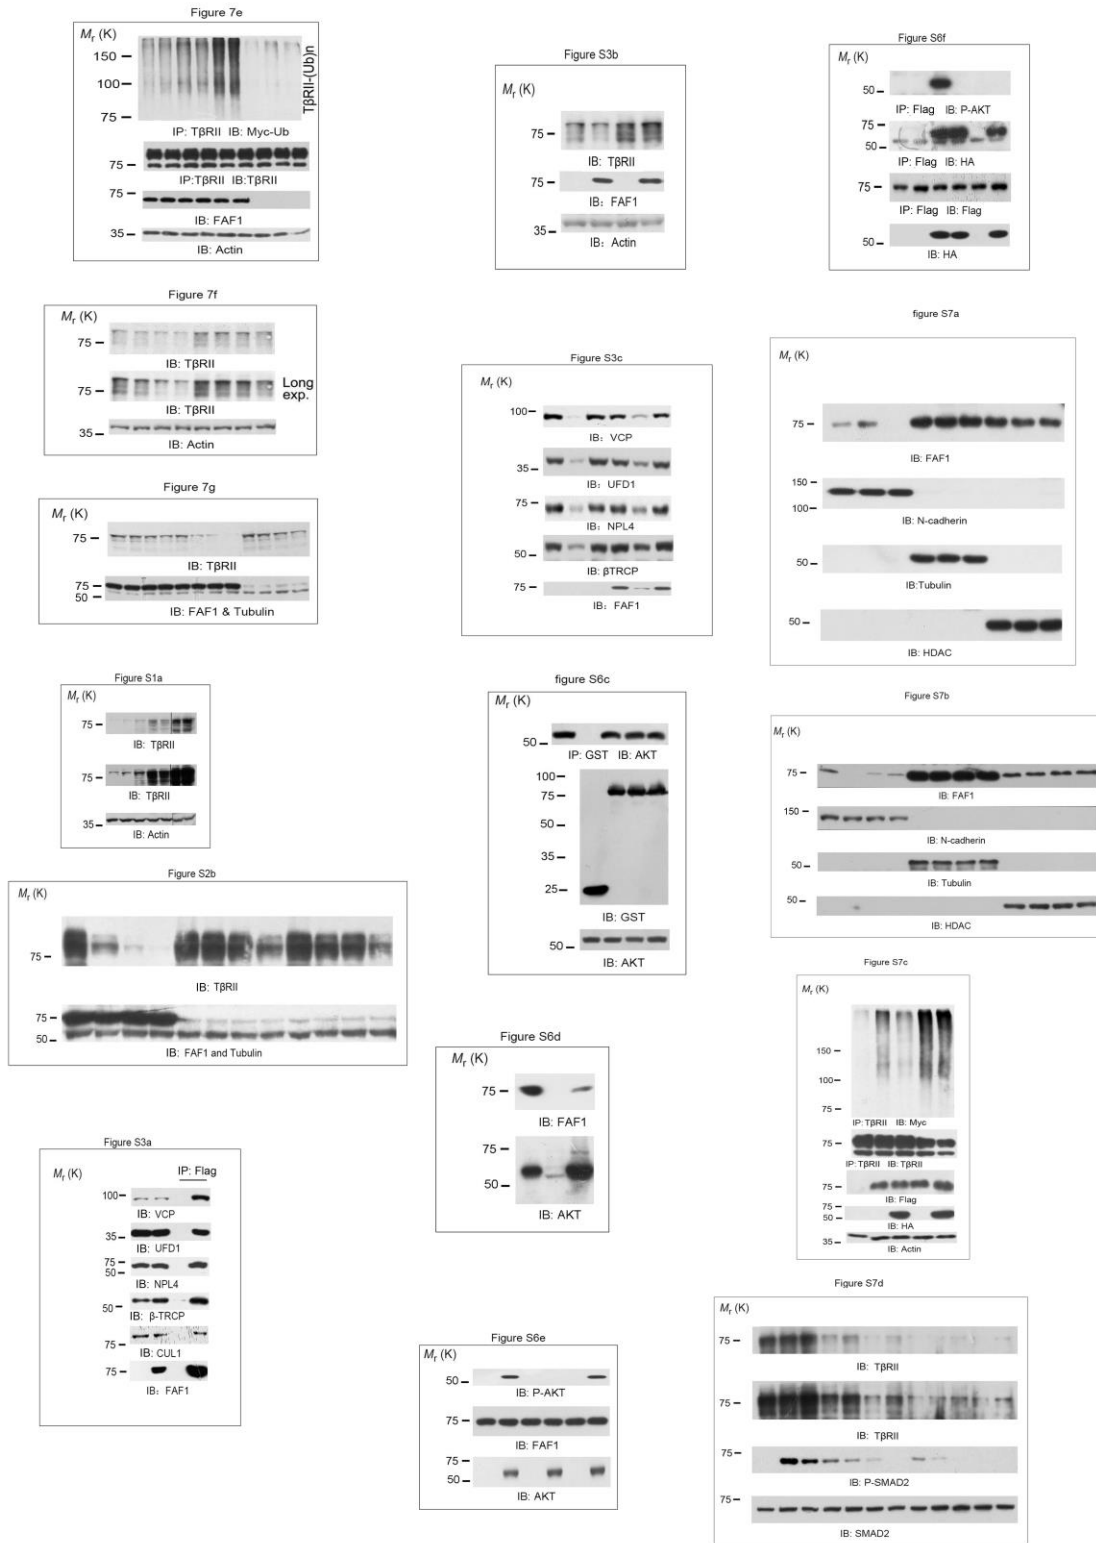 Figure 7e
Mr (K)
150
100
75
TβRII-(Ub)n
IP: TβRII IB: Myc-Ub
75
IP:TβRII IB:TβRII
75
IB: FAF1
35
IB: Actin
Figure 7f
Mr (K)
75
IB: TβRII
75
Long
exp.
IB: TβRII
35
IB: Actin
Figure 7g
Mr (K)
75
IB: TβRII
75
50
IB: FAF1 & Tubulin
Figure S1a
Mr (K)
75
IB: TβRII
75
IB: TβRII
35
IB: Actin
Figure S2b
Mr (K)
75
IB: TβRII
75
50
IB: FAF1 and Tubulin
Figure S3a
Mr (K)
IP: Flag
100
IB: VCP
35
IB: UFD1
75
50
IB: NPL4
50
IB: β-TRCP
75
IB: CUL1
75
IB: FAF1
Figure S3b
Mr (K)
75
IB: TβRII
75
IB: FAF1
35
IB: Actin
Figure S3c
Mr (K)
100
IB: VCP
35
IB: UFD1
75
IB: NPL4
50
IB: βTRCP
75
IB: FAF1
figure S6c
Mr (K)
50
IP: GST IB: AKT
100
75
50
35
25
IB: GST
50
IB: AKT
Figure S6d
Mr (K)
75
IB: FAF1
75
50
IB: AKT
Figure S6e
Mr (K)
50
IB: P-AKT
75
IB: FAF1
75
50
IB: AKT
Figure S6f
Mr (K)
50
IP: Flag IB: P-AKT
75
50
IP: Flag IB: HA
75
IP: Flag IB: Flag
50
IB: HA
figure S7a
Mr (K)
75
IB: FAF1
150
100
IB: N-cadherin
50
IB:Tubulin
50
IB: HDAC
Figure S7b
Mr (K)
75
IB: FAF1
150
IB: N-cadherin
50
IB: Tubulin
50
IB: HDAC
Figure S7c
Mr (K)
150
100
75
IP: TβRII IB: Myc
75
IP: TβRII IB: TβRII
75
IB: Flag
75
50
IB: HA
35
IB: Actin
Figure S7d
Mr (K)
75
IB: TβRII
75
IB: TβRII
75
IB: P-SMAD2
75
IB: SMAD2